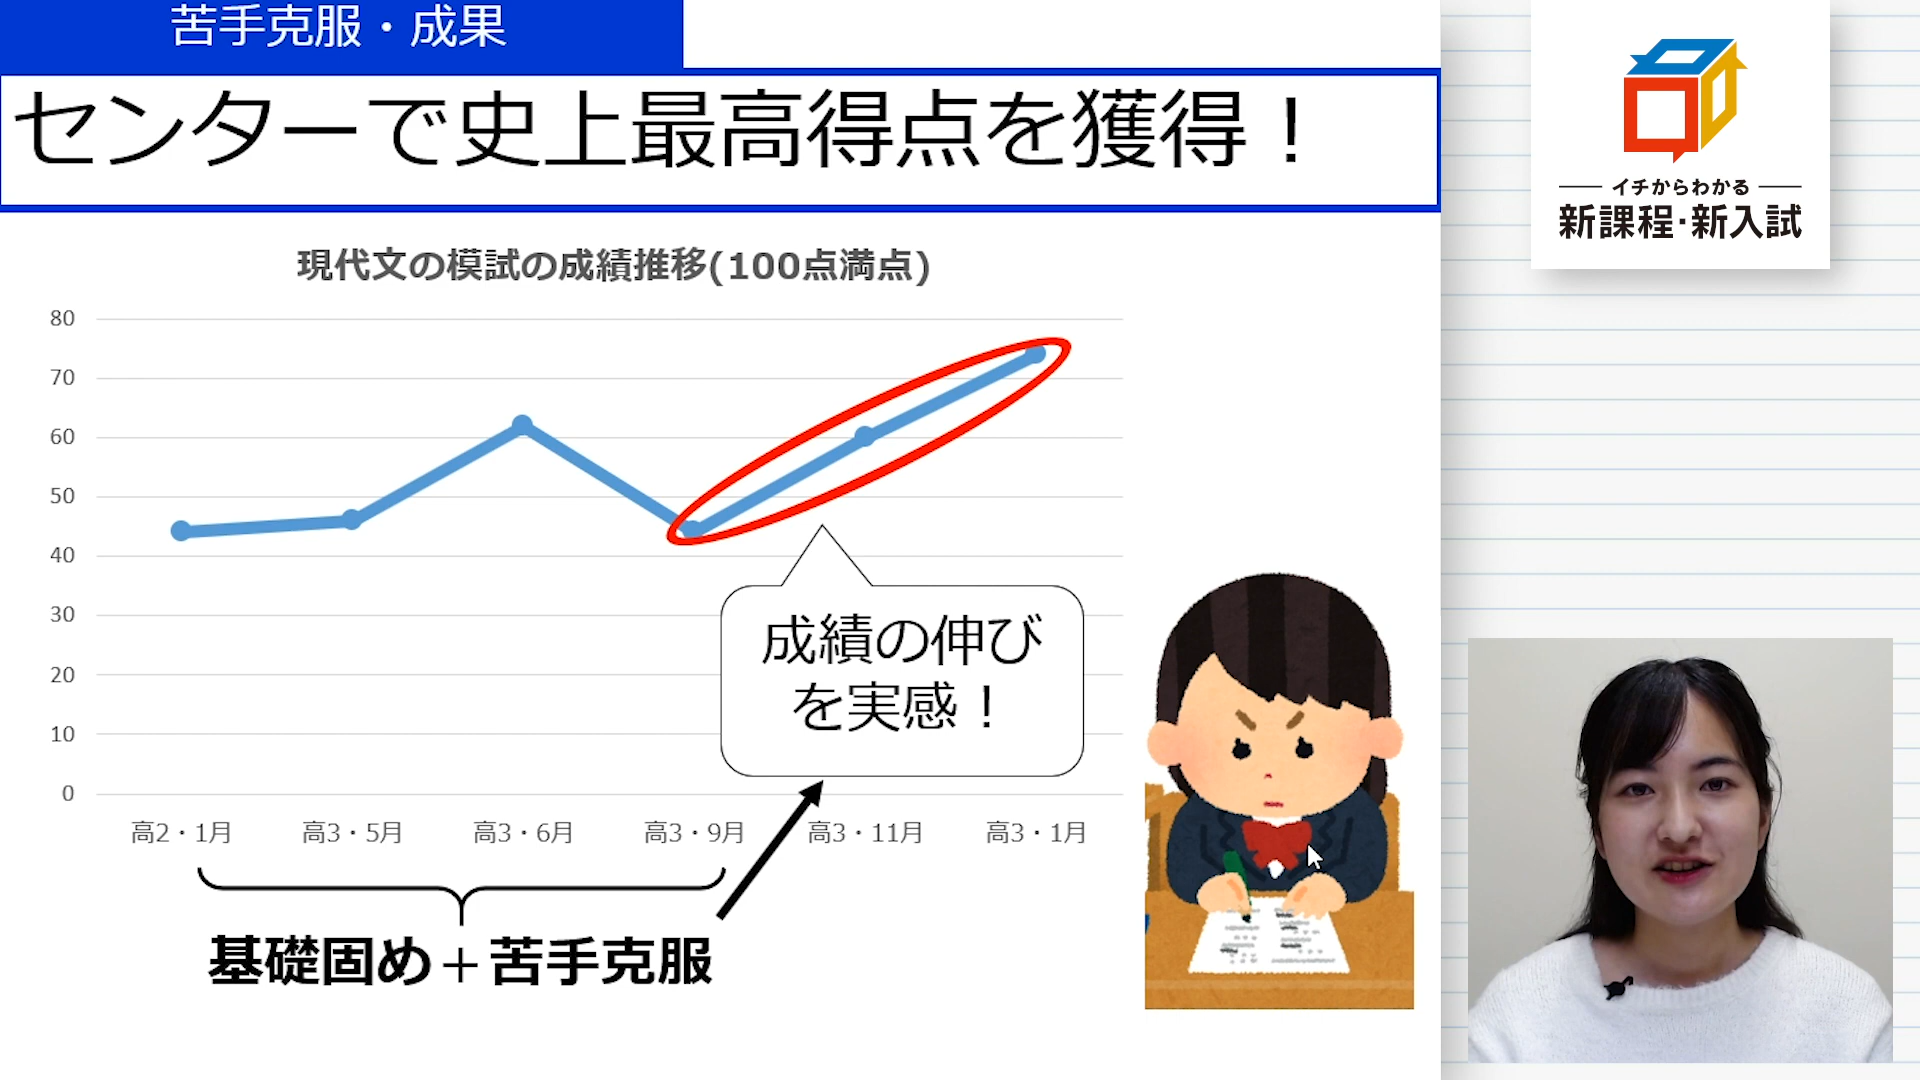 苦手克服・成果
センターで史上最高得点を獲得！
イチからわかる
新課程・新入試
現代文の模試の成績推移(100点満点)
80
70
60
50
40
30
20
10
0
成績の伸び
を実感！
高2・1月 高3・5月 高3・6月 高3・9月 高3・11月 高3・1月
基礎固め＋苦手克服